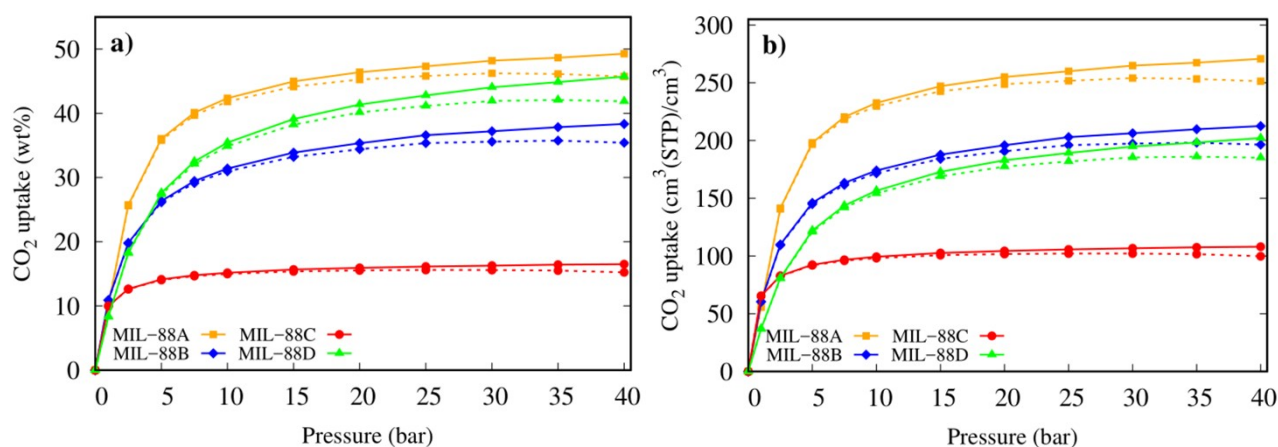 a)
CO2 uptake (wt%)
50
40
30
20
10
0
MIL−88A MIL−88C
MIL−88B MIL−88D
0 5 10 15 20 25 30 35 40
Pressure (bar)
b)
CO2 uptake (cm3(STP)/cm3)
300
250
200
150
100
50
0
MIL−88A MIL−88C
MIL−88B MIL−88D
0 5 10 15 20 25 30 35 40
Pressure (bar)